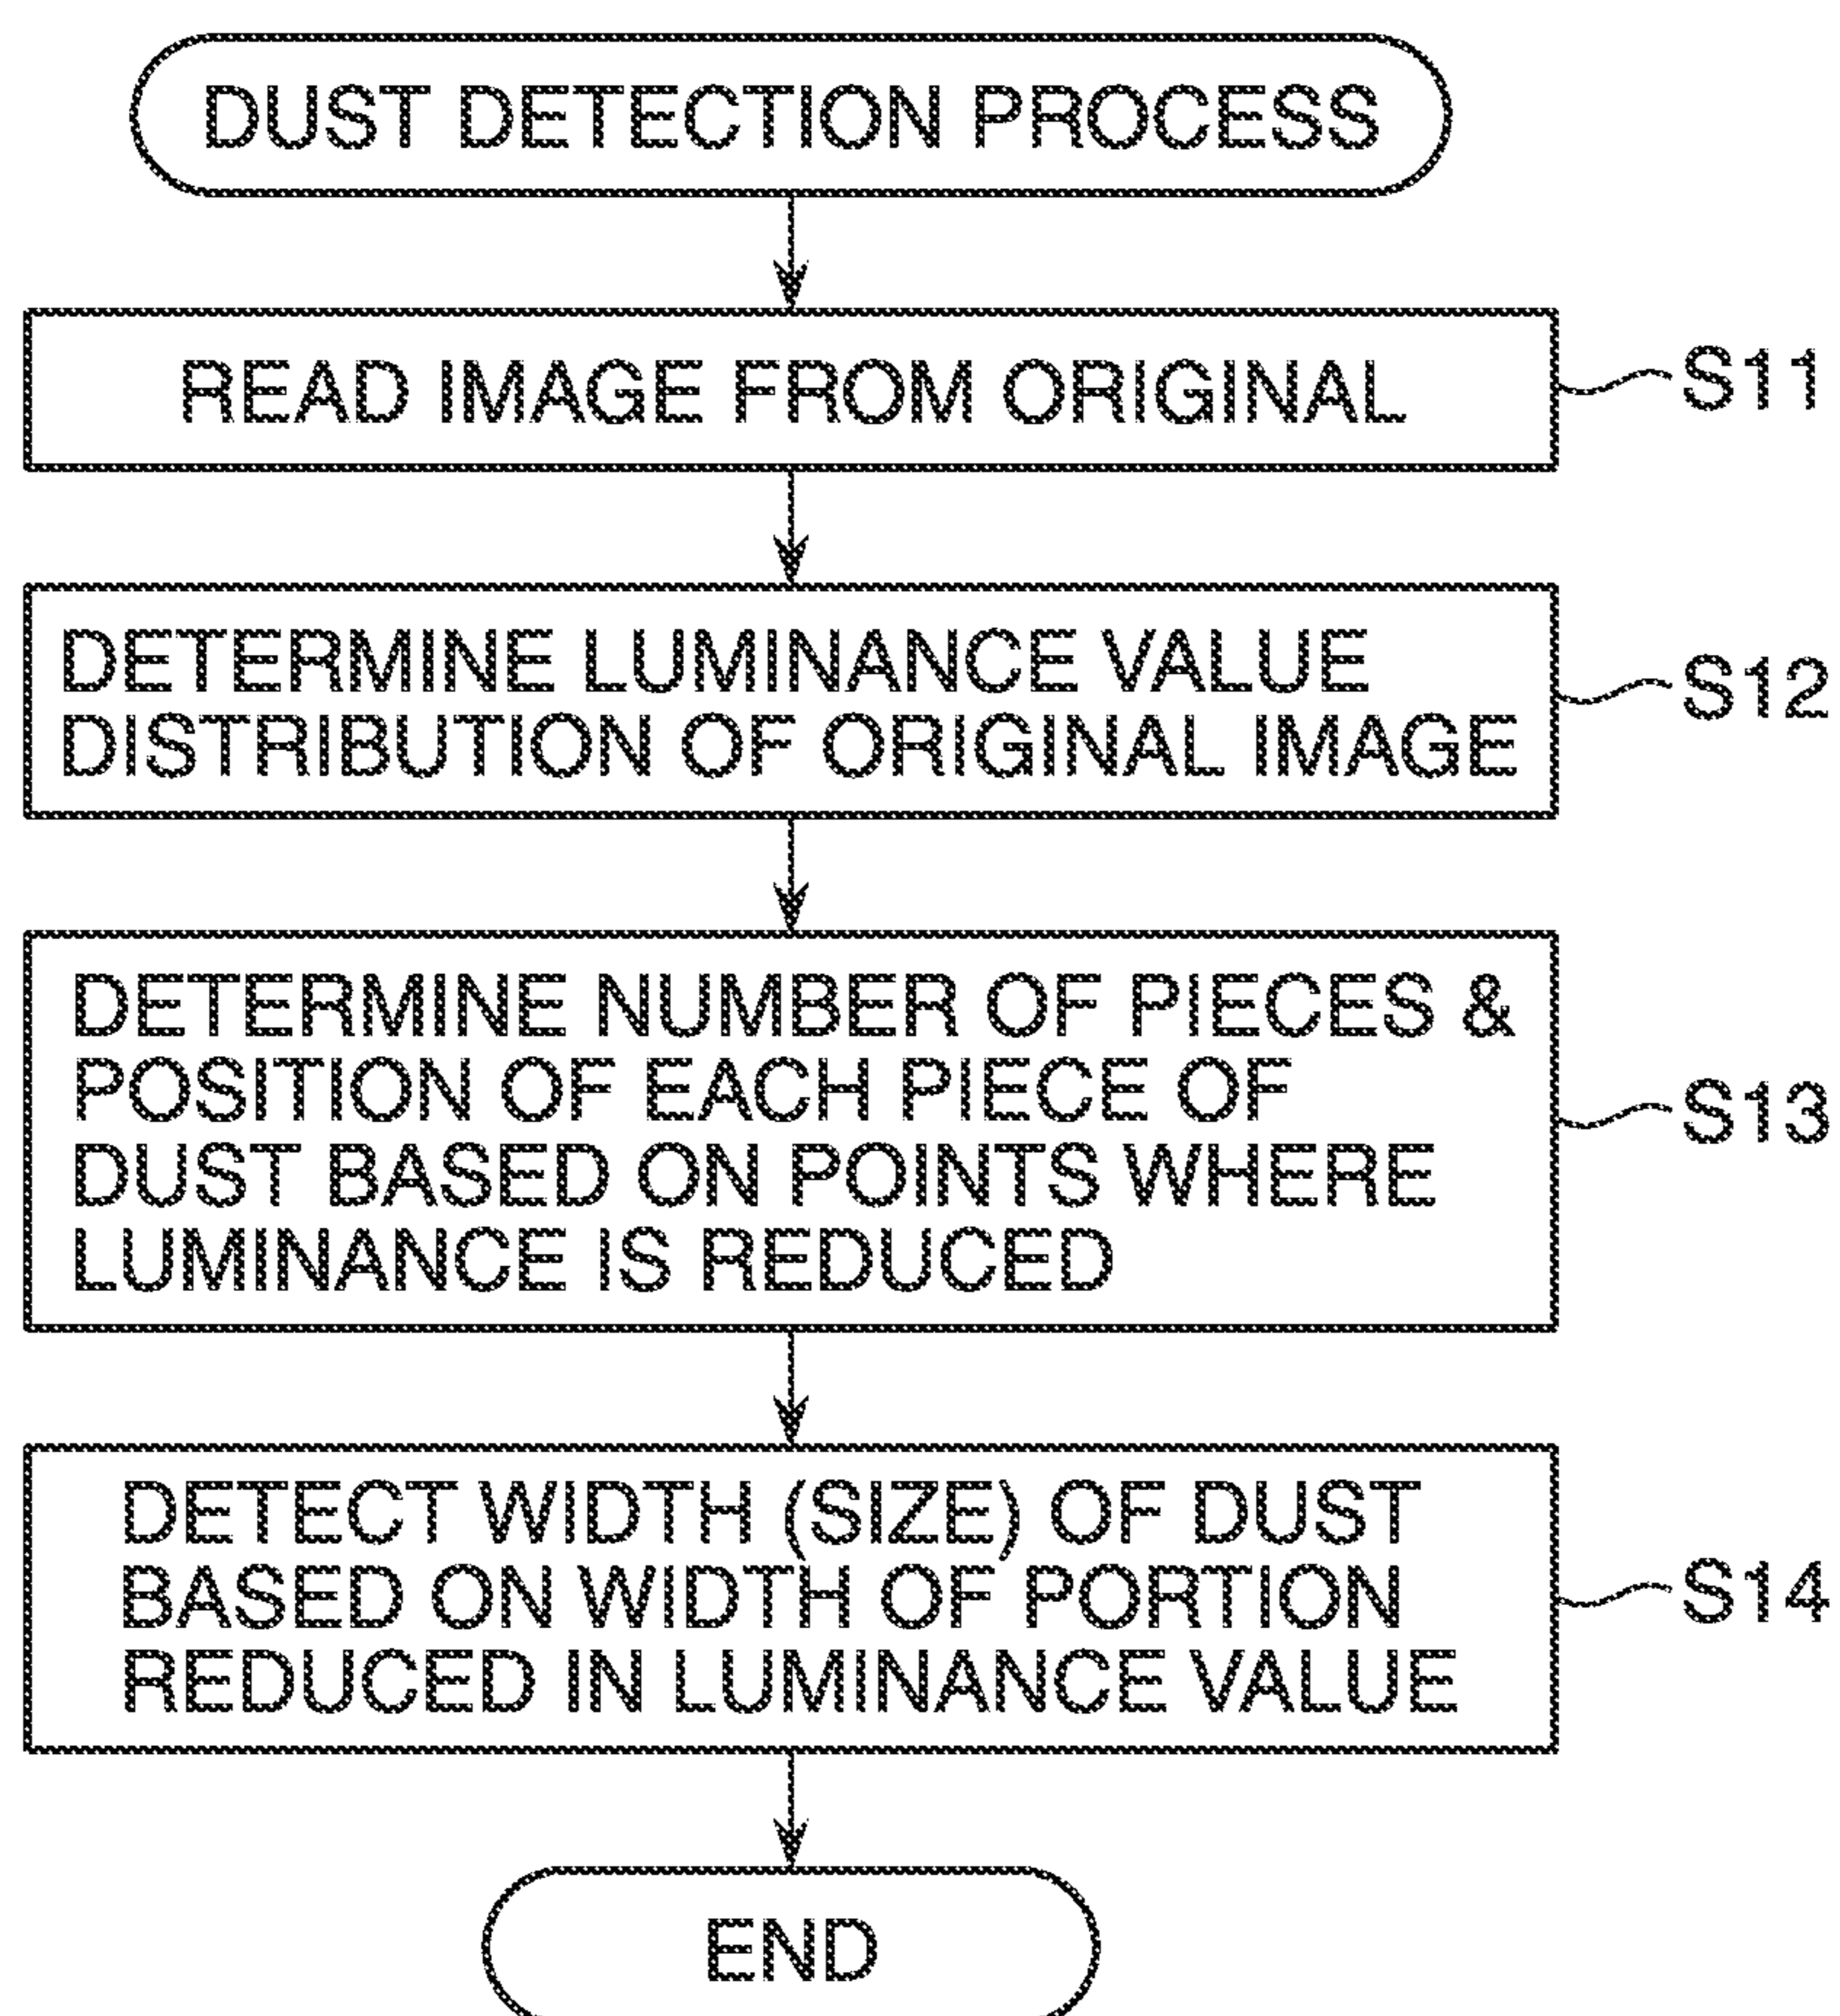 DUST DETECTION PROCESS
READ IMAGE FROM ORIGINAL
S11
DETERMINE LUMINANCE VALUE
DISTRIBUTION OF ORIGINAL IMAGE
S12
DETERMINE NUMBER OF PIECES &
POSITION OF EACH PIECE OF
DUST BASED ON POINTS WHERE
LUMINANCE IS REDUCED
S13
DETECT WIDTH (SIZE) OF DUST
BASED ON WIDTH OF PORTION
REDUCED IN LUMINANCE VALUE
S14
END